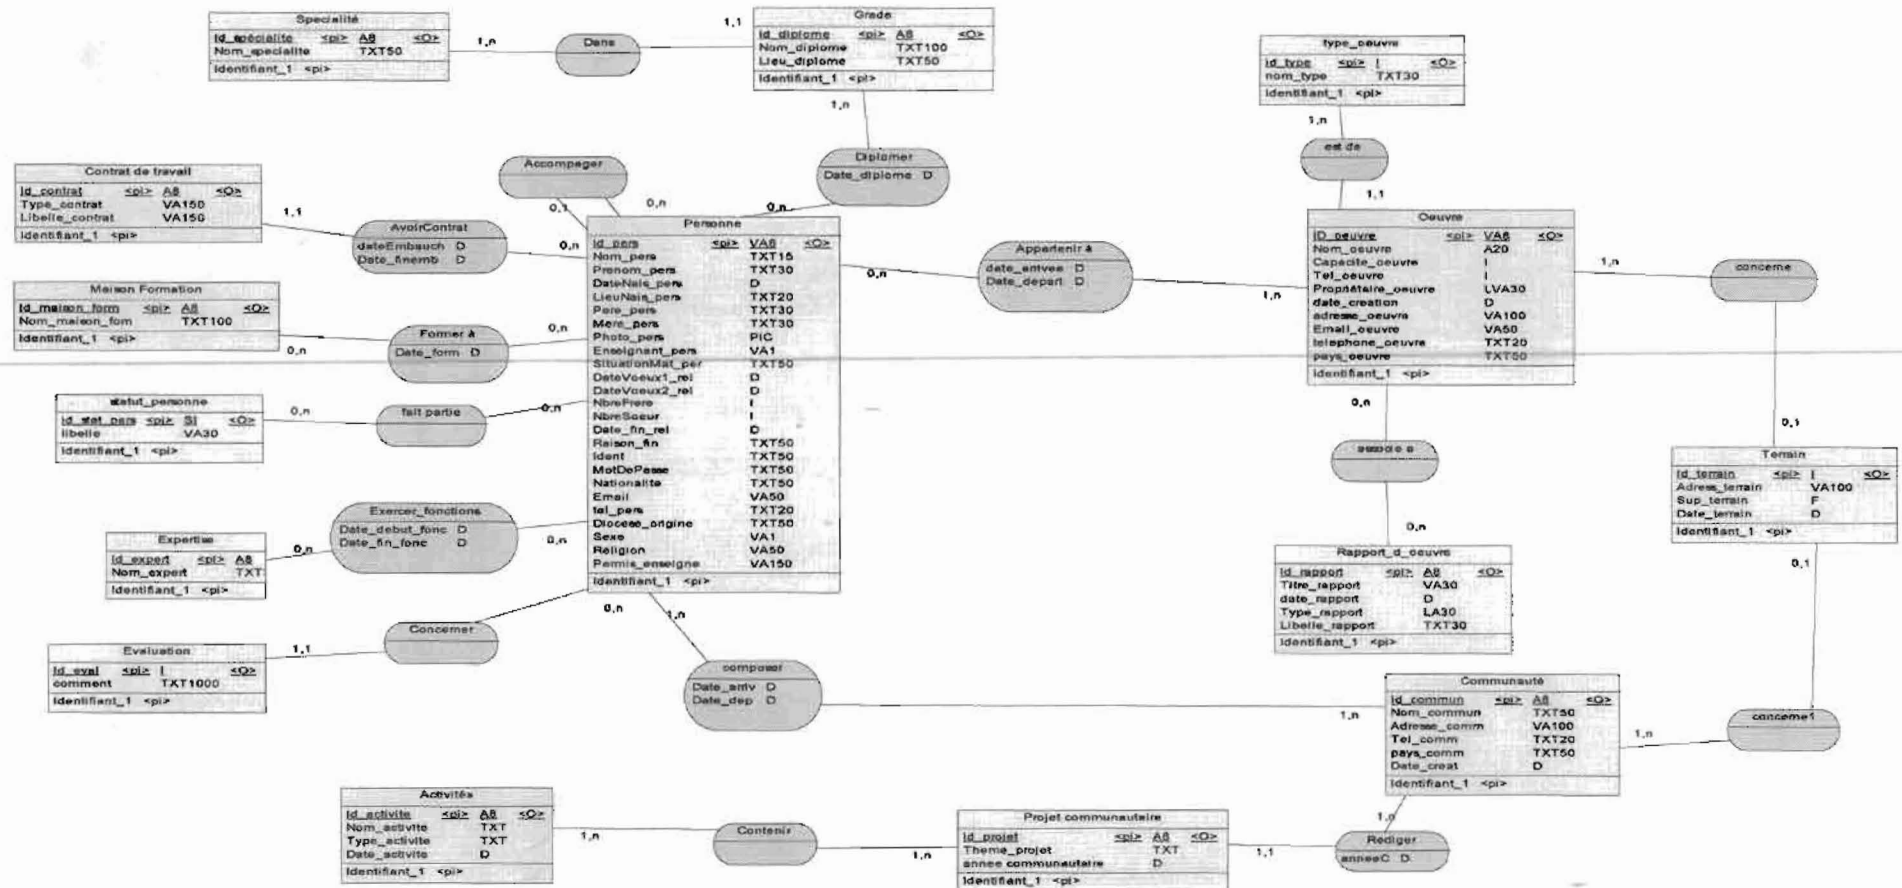 Specialité
Id_spécialite <pi> A8 <O>
Nom_specialite TXT50
Identifiant_1 <pi>
1,n
Dans
1,1
Grade
Id_diplome <pi> A8 <O>
Nom_diplome TXT100
Lieu_diplome TXT50
Identifiant_1 <pi>
1,n
Diplomer
Date_diplome D
0,n
type_oeuvre
id_type <pi> I <O>
nom_type TXT30
Identifiant_1 <pi>
1,n
est de
1,1
Contrat de travail
Id_contrat <pi> A8 <O>
Type_contrat VA150
Libelle_contrat VA150
Identifiant_1 <pi>
1,1
AvoirContrat
dateEmbauch D
Date_finemb D
0,n
Accompager
0,1
0,n
Maison Formation
Id_maison_form <pi> A8 <O>
Nom_maison_fom TXT100
Identifiant_1 <pi>
0,n
Former à
Date_form D
0,n
statut_personne
id_stat_pers <pi> SI <O>
libelle VA30
Identifiant_1 <pi>
0,n
fait partie
0,n
Expertise
Id_expert <pi> A8
Nom_expert TXT
Identifiant_1 <pi>
0,n
Exercer_fonctions
Date_debut_fonc D
Date_fin_fonc D
0,n
Evaluation
Id_eval <pi> I <O>
comment TXT1000
Identifiant_1 <pi>
1,1
Concerner
0,n
Personne
Id_pers <pi> VA8 <O>
Nom_pers TXT15
Prenom_pers TXT30
DateNais_pers D
LieuNais_pers TXT20
Pere_pers TXT30
Mere_pers TXT30
Photo_pers PIC
Enseignant_pers VA1
SituationMat_per TXT50
DateVoeux1_rel D
DateVoeux2_rel D
NbreFrere I
NbreSoeur I
Date_fin_rel D
Raison_fin TXT50
Ident TXT50
MotDePasse TXT50
Nationalite TXT50
Email VA50
tel_pers TXT20
Diocese_origine TXT50
Sexe VA1
Religion VA50
Permis_enseigne VA150
Identifiant_1 <pi>
0,n
Appartenir à
date_entvee D
Date_depart D
1,n
Oeuvre
ID_oeuvre <pi> VA8 <O>
Nom_oeuvre A20
Capacite_oeuvre I
Tel_oeuvre I
Propriétaire_oeuvre LVA30
date_creation D
adresse_oeuvre VA100
Email_oeuvre VA50
telephone_oeuvre TXT20
pays_oeuvre TXT50
Identifiant_1 <pi>
1,n
concerne
0,1
0,n
associe a
0,n
Rapport_d_oeuvre
Id_rapport <pi> A8 <O>
Titre_rapport VA30
date_rapport D
Type_rapport LA30
Libelle_rapport TXT30
Identifiant_1 <pi>
Terrain
Id_terrain <pi> I <O>
Adress_terrain VA100
Sup_terrain F
Date_terrain D
Identifiant_1 <pi>
0,1
concerne1
1,n
1,n
composer
Date_arriv D
Date_dep D
1,n
Communauté
Id_commun <pi> A8 <O>
Nom_commun TXT50
Adresse_comm VA100
Tel_comm TXT20
pays_comm TXT50
Date_creat D
Identifiant_1 <pi>
1,n
Rediger
anneeC D
1,1
Projet communautaire
Id_projet <pi> A8 <O>
Theme_projet TXT
annee communautaire D
Identifiant_1 <pi>
1,n
Contenir
1,n
Activités
Id_activite <pi> A8 <O>
Nom_activite TXT
Type_activite TXT
Date_activite D
Identifiant_1 <pi>